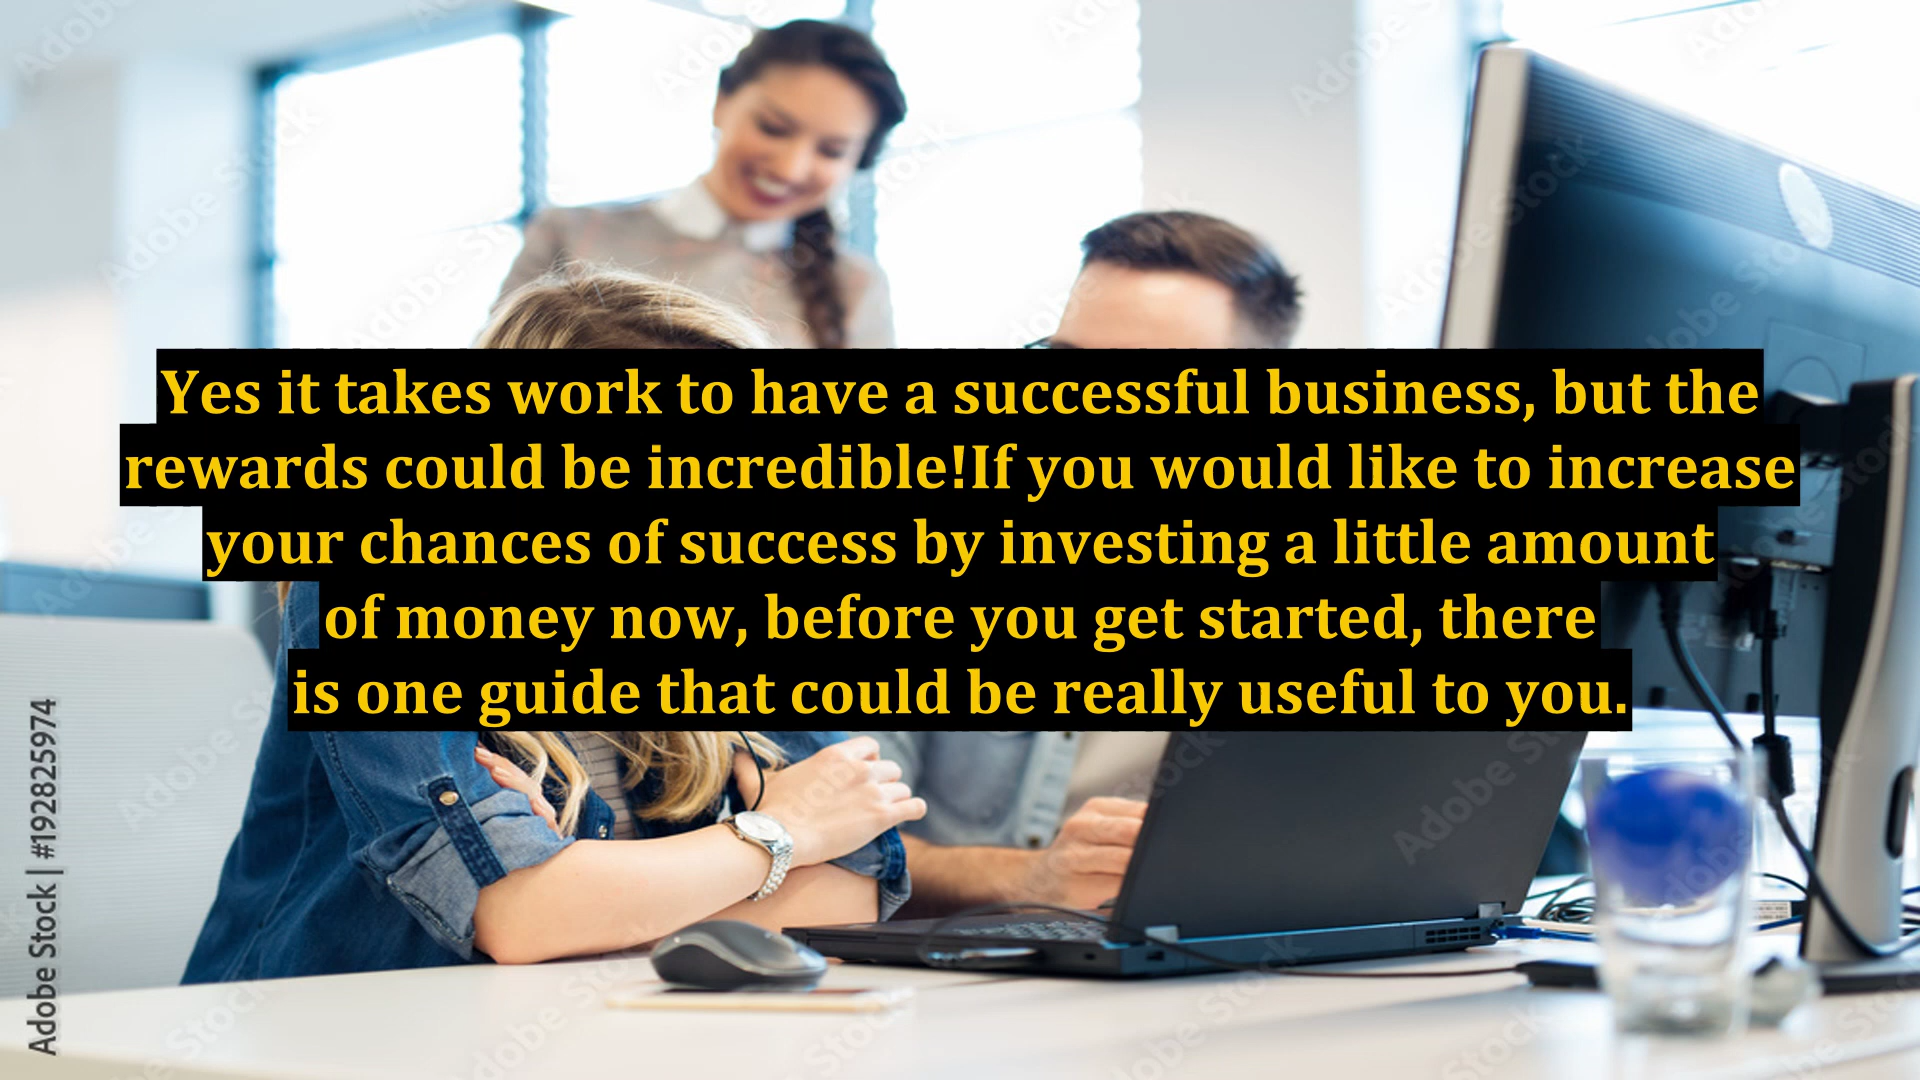 Yes it takes work to have a successful business, but the
rewards could be incredible!If you would like to increase
your chances of success by investing a little amount
of money now, before you get started, there
is one guide that could be really useful to you.
Adobe Stock | #192825974
Adobe Stock